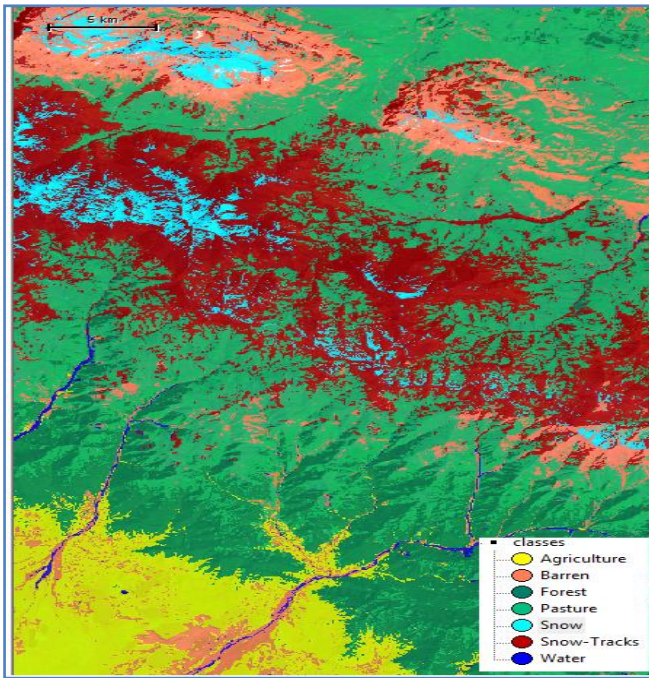 5 km
classes
Agriculture
Barren
Forest
Pasture
Snow
Snow-Tracks
Water